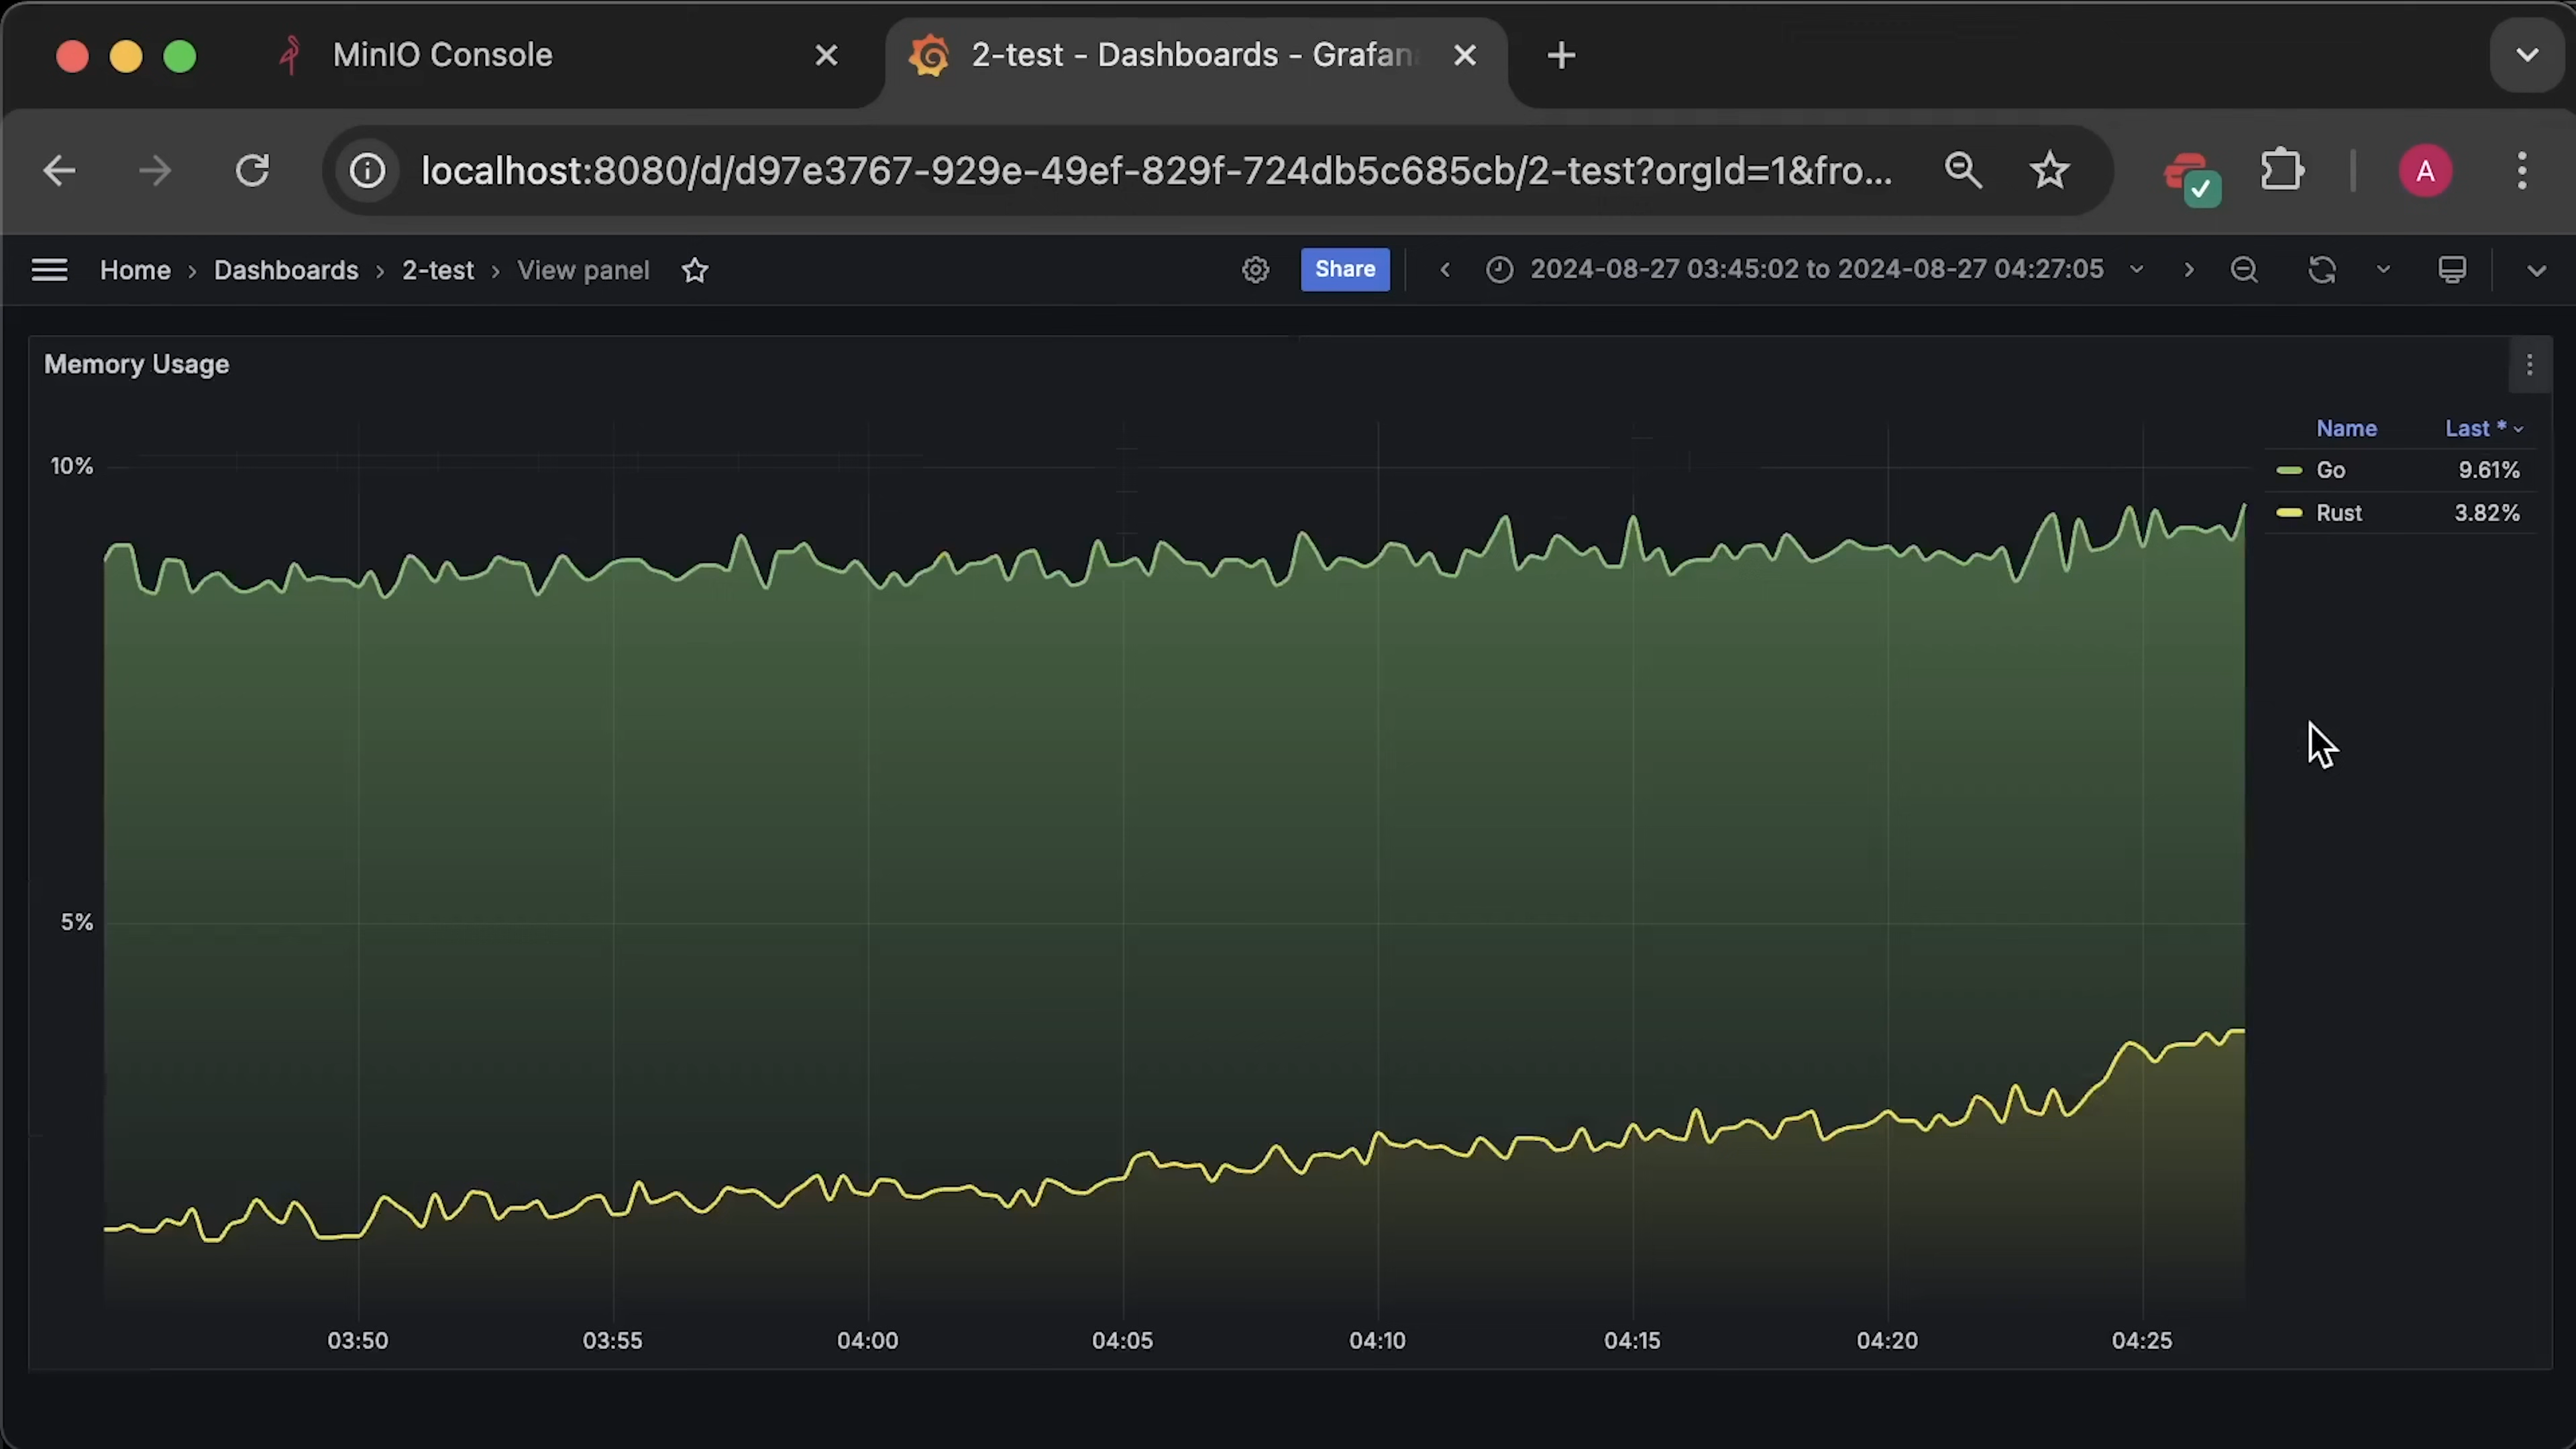 MinIO Console
2-test - Dashboards - Grafan
localhost:8080/d/d97e3767-929e-49ef-829f-724db5c685cb/2-test?orgId=1&fro...
A
Home › Dashboards › 2-test › View panel
Share
2024-08-27 03:45:02 to 2024-08-27 04:27:05
Memory Usage
Name Last *
Go 9.61%
Rust 3.82%
10%
5%
03:50 03:55 04:00 04:05 04:10 04:15 04:20 04:25